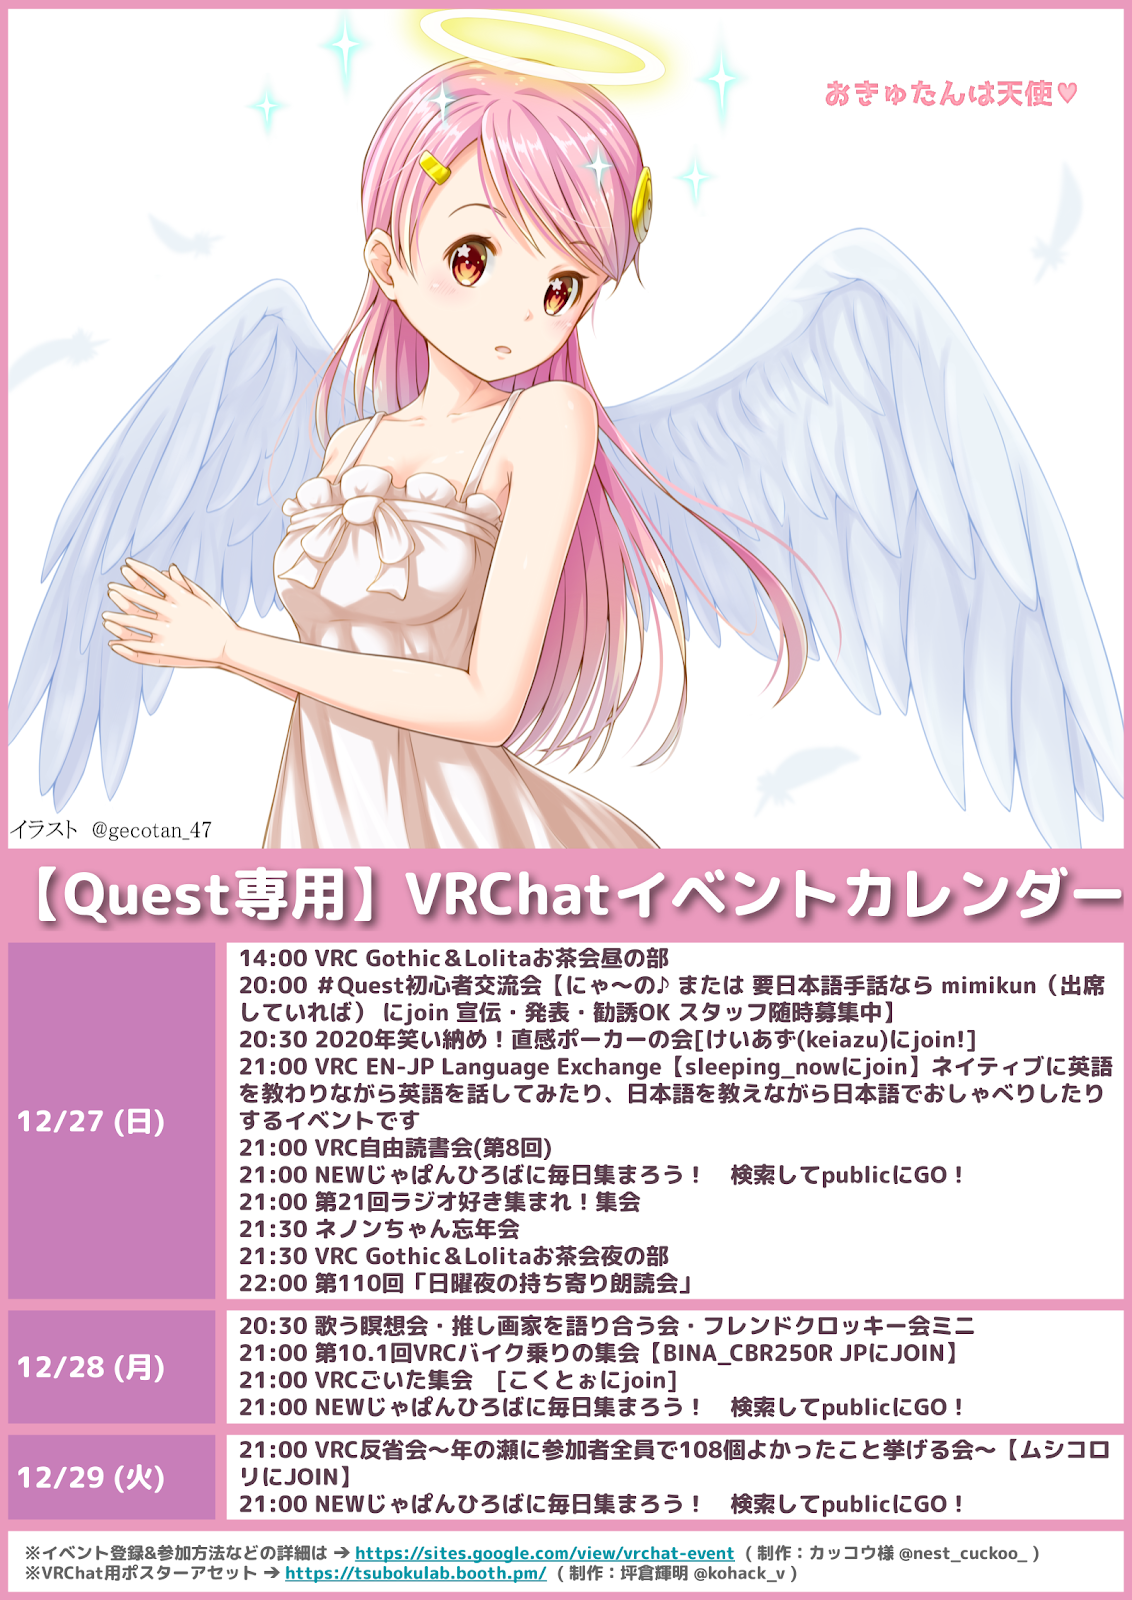 おきゅたんは天使♥
イラスト @gecotan_47
【Quest専用】VRChatイベントカレンダー
12/27 (日)
14:00 VRC Gothic＆Lolitaお茶会昼の部
20:00 ＃Quest初心者交流会【にゃ～の♪ または 要日本語手話なら mimikun（出席
していれば） にjoin 宣伝・発表・勧誘OK スタッフ随時募集中】
20:30 2020年笑い納め！直感ポーカーの会[けいあず(keiazu)にjoin!]
21:00 VRC EN-JP Language Exchange【sleeping_nowにjoin】ネイティブに英語
を教わりながら英語を話してみたり、日本語を教えながら日本語でおしゃべりしたり
するイベントです
21:00 VRC自由読書会(第8回)
21:00 NEWじゃぱんひろばに毎日集まろう！　検索してpublicにGO！
21:00 第21回ラジオ好き集まれ！集会
21:30 ネノンちゃん忘年会
21:30 VRC Gothic＆Lolitaお茶会夜の部
22:00 第110回「日曜夜の持ち寄り朗読会」
12/28 (月)
20:30 歌う瞑想会・推し画家を語り合う会・フレンドクロッキー会ミニ
21:00 第10.1回VRCバイク乗りの集会【BINA_CBR250R JPにJOIN】
21:00 VRCごいた集会　[こくとぉにjoin]
21:00 NEWじゃぱんひろばに毎日集まろう！　検索してpublicにGO！
12/29 (火)
21:00 VRC反省会～年の瀬に参加者全員で108個よかったこと挙げる会～【ムシコロ
リにJOIN】
21:00 NEWじゃぱんひろばに毎日集まろう！　検索してpublicにGO！
※イベント登録&参加方法などの詳細は ➔ https://sites.google.com/view/vrchat-event ( 制作：カッコウ様 @nest_cuckoo_ )
※VRChat用ポスターアセット ➔ https://tsubokulab.booth.pm/ ( 制作：坪倉輝明 @kohack_v )